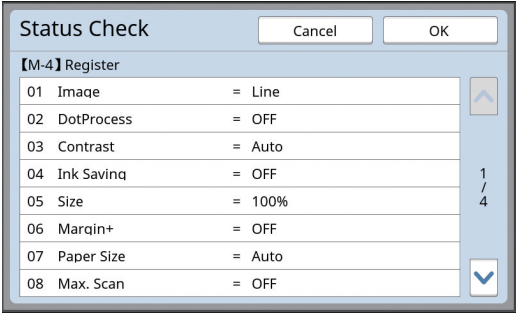 Status Check
Cancel
OK
【M-4】Register
01 Image = Line
02 DotProcess = OFF
03 Contrast = Auto
04 Ink Saving = OFF
05 Size = 100%
06 Margin+ = OFF
07 Paper Size = Auto
08 Max. Scan = OFF
1
/
4